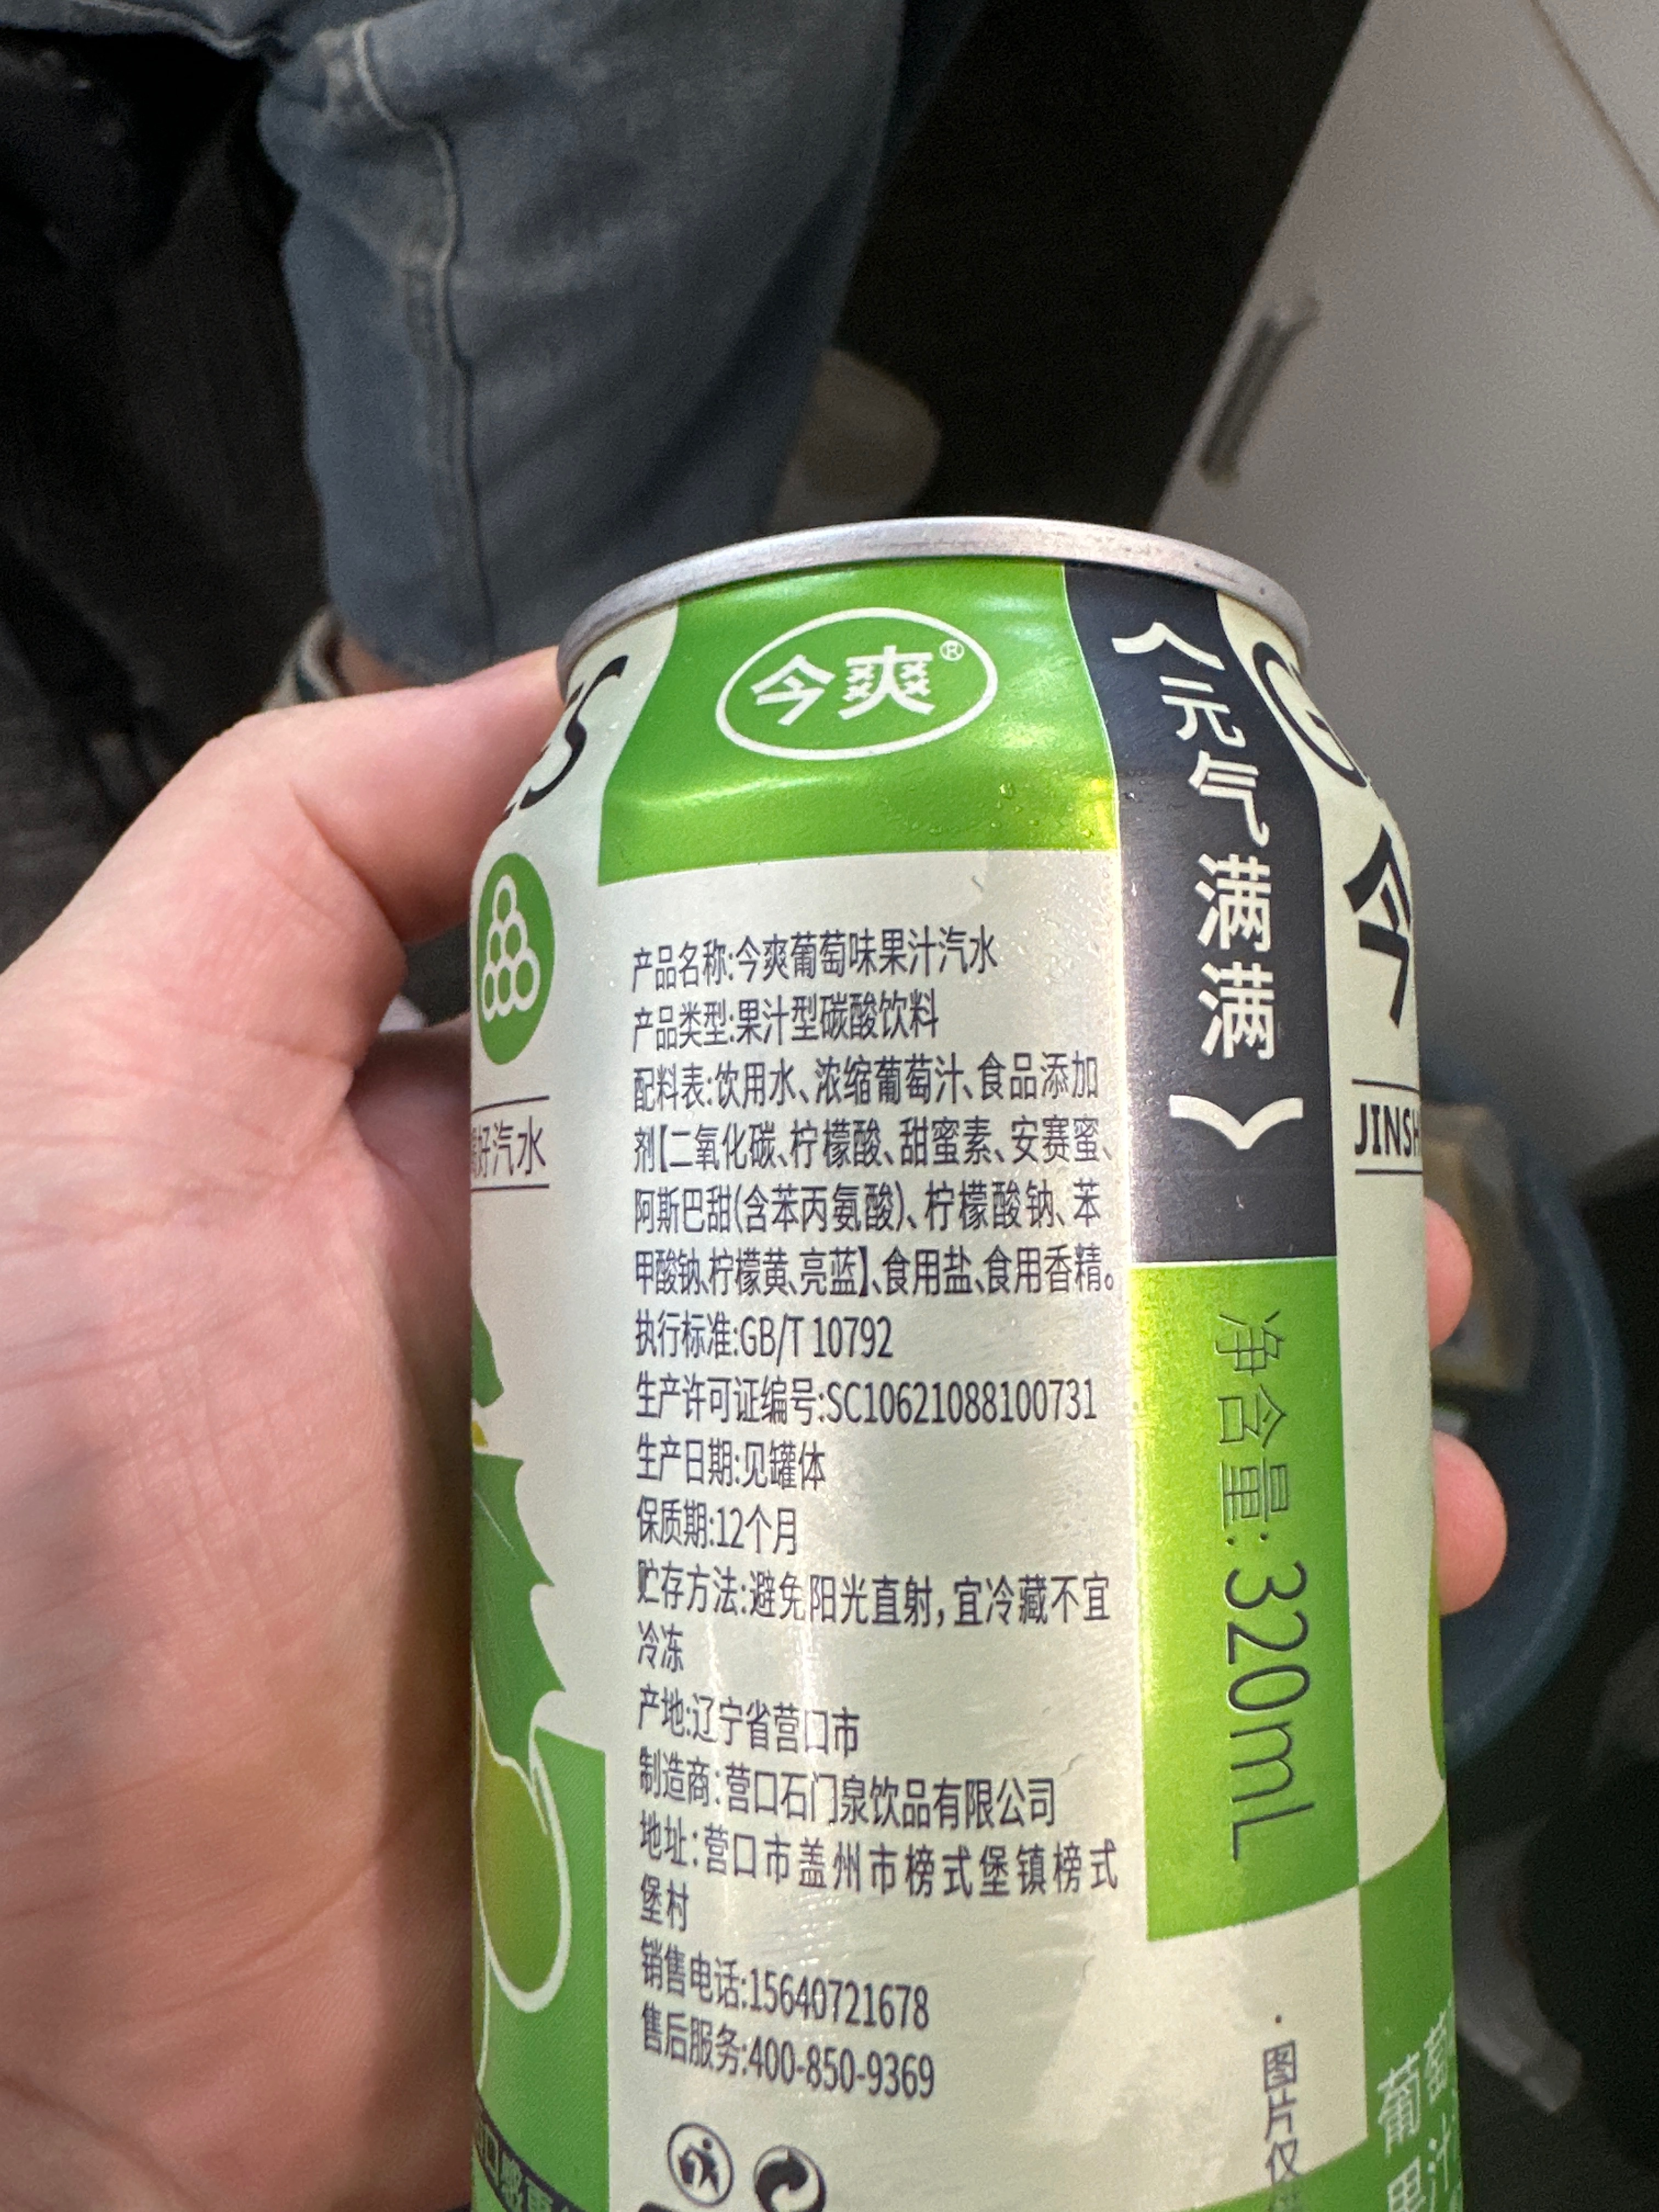 今爽®
产品名称:今爽葡萄味果汁汽水
产品类型:果汁型碳酸饮料
配料表:饮用水、浓缩葡萄汁、食品添加
剂【二氧化碳、柠檬酸、甜蜜素、安赛蜜、
阿斯巴甜(含苯丙氨酸)、柠檬酸钠、苯
甲酸钠、柠檬黄、亮蓝】、食用盐、食用香精。
执行标准:GB/T 10792
生产许可证编号:SC10621088100731
生产日期:见罐体
保质期:12个月
贮存方法:避免阳光直射,宜冷藏不宜
冷冻
产地:辽宁省营口市
制造商:营口石门泉饮品有限公司
地址:营口市盖州市榜式堡镇榜式
堡村
销售电话:15640721678
售后服务:400-850-9369
元气满满
净含量:320mL
·图片仅
好汽水
今
JINSH
葡萄
果汁